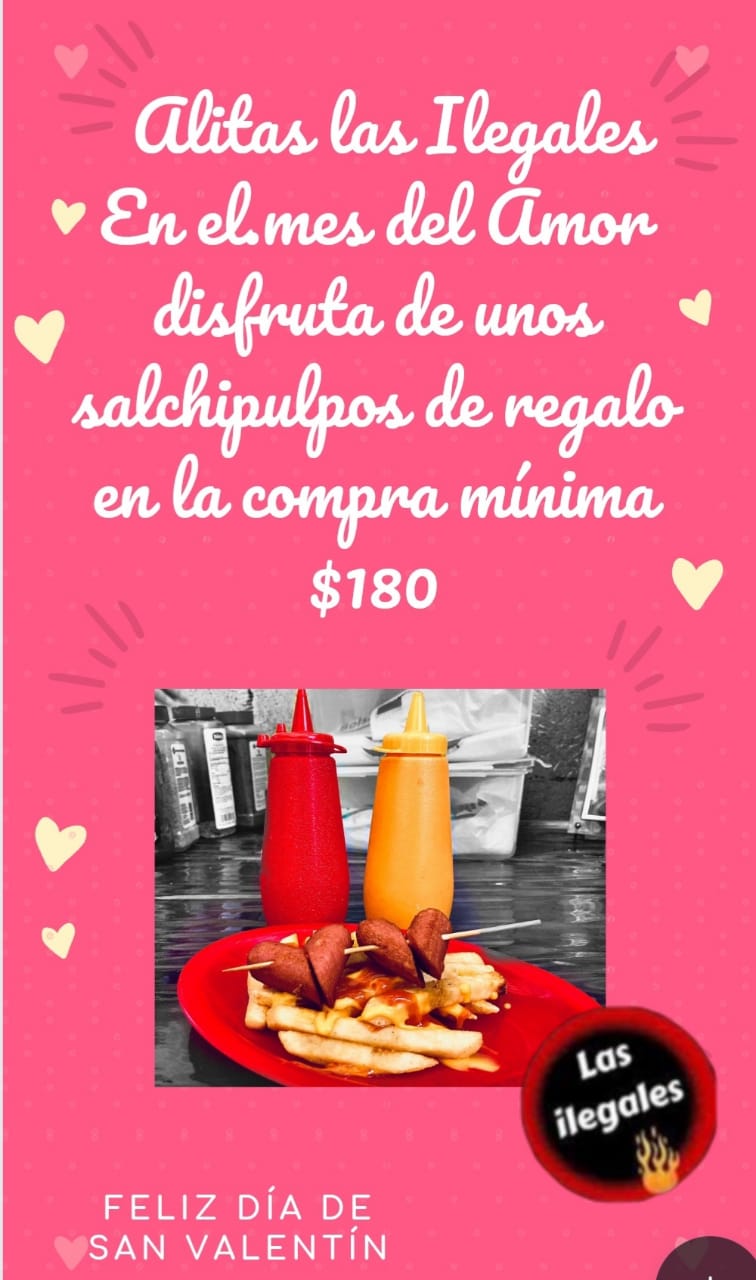 Alitas las Ilegales
En el.mes del Amor
disfruta de unos
salchipulpos de regalo
en la compra mínima
$180
Las
ilegales
FELIZ DÍA DE
SAN VALENTÍN